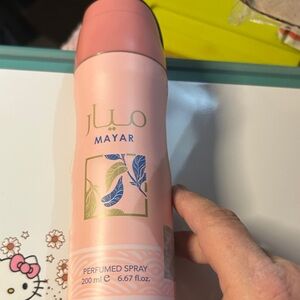 ميار
MAYAR
PERFUMED SPRAY
200 ml ℮ 6.67 fl.oz.